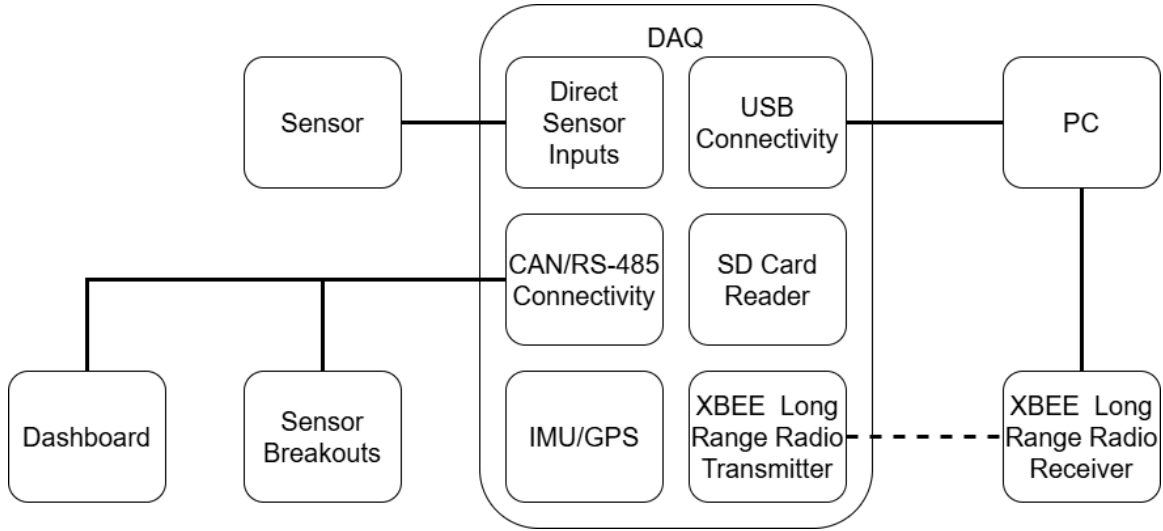 DAQ
Sensor
Direct
Sensor
Inputs
USB
Connectivity
PC
CAN/RS-485
Connectivity
SD Card
Reader
Dashboard
Sensor
Breakouts
IMU/GPS
XBEE Long
Range Radio
Transmitter
XBEE Long
Range Radio
Receiver